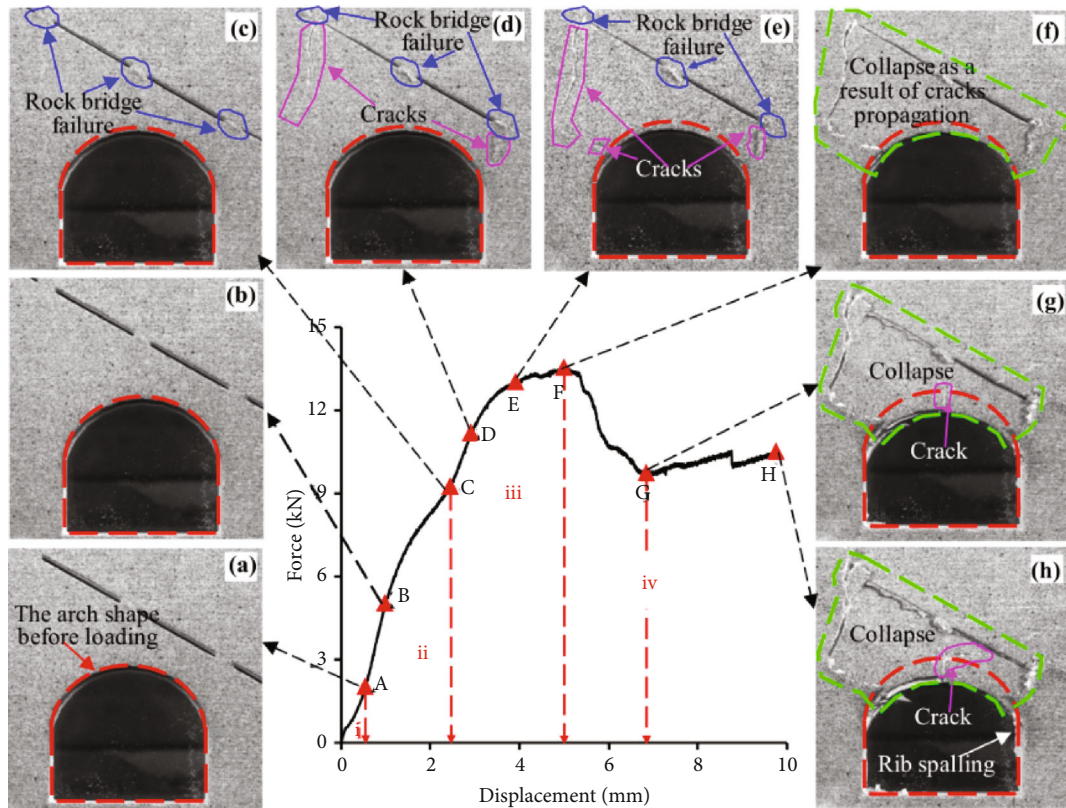 (c)
Rock bridge
failure
(d)
Rock bridge
failure
Cracks
(e)
Rock bridge
failure
Cracks
(f)
Collapse as a
result of cracks
propagation
(b)
(g)
Collapse
Crack
(a)
The arch shape
before loading
(h)
Collapse
Crack
Rib spalling
15
12
9
6
3
0
Force (kN)
A
B
C
D
E
F
G
H
i
ii
iii
iv
0
2
4
6
8
10
Displacement (mm)